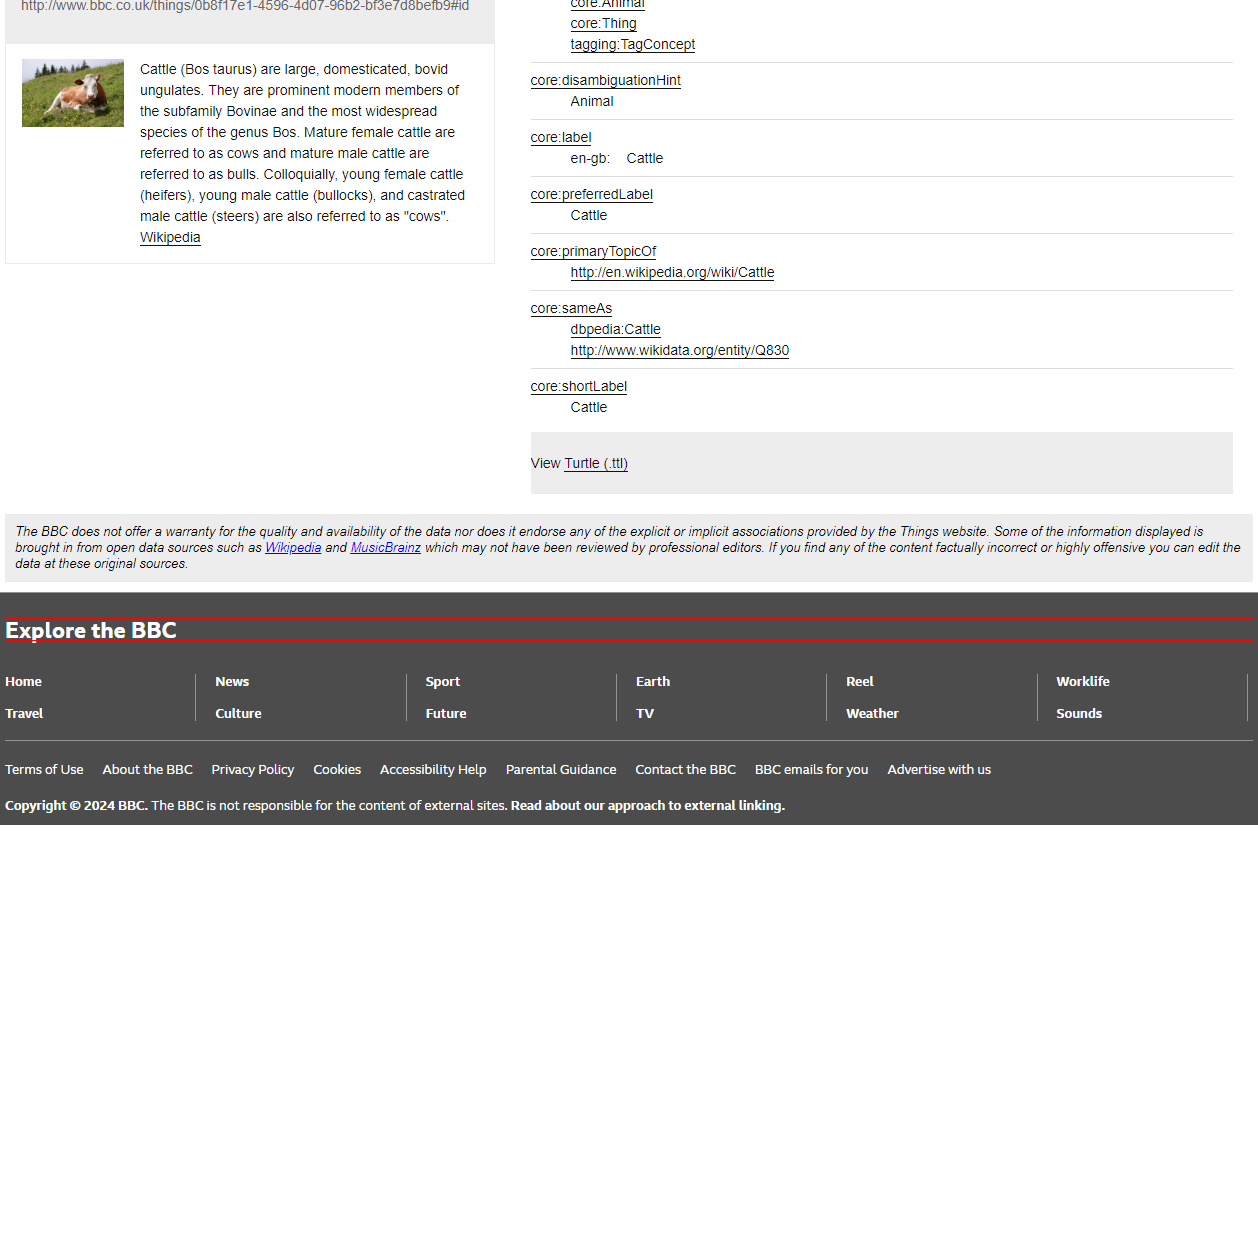 http://www.bbc.co.uk/things/0b8f17e1-4596-4d07-96b2-bf3e7d8befb9#id
Cattle (Bos taurus) are large, domesticated, bovid
ungulates. They are prominent modern members of
the subfamily Bovinae and the most widespread
species of the genus Bos. Mature female cattle are
referred to as cows and mature male cattle are
referred to as bulls. Colloquially, young female cattle
(heifers), young male cattle (bullocks), and castrated
male cattle (steers) are also referred to as "cows".
Wikipedia
core:Animal
core:Thing
tagging:TagConcept
core:disambiguationHint
Animal
core:label
en-gb: Cattle
core:preferredLabel
Cattle
core:primaryTopicOf
http://en.wikipedia.org/wiki/Cattle
core:sameAs
dbpedia:Cattle
http://www.wikidata.org/entity/Q830
core:shortLabel
Cattle
View Turtle (.ttl)
The BBC does not offer a warranty for the quality and availability of the data nor does it endorse any of the explicit or implicit associations provided by the Things website. Some of the information displayed is
brought in from open data sources such as Wikipedia and MusicBrainz which may not have been reviewed by professional editors. If you find any of the content factually incorrect or highly offensive you can edit the
data at these original sources.
Explore the BBC
Home News Sport Earth Reel Worklife
Travel Culture Future TV Weather Sounds
Terms of Use About the BBC Privacy Policy Cookies Accessibility Help Parental Guidance Contact the BBC BBC emails for you Advertise with us
Copyright © 2024 BBC. The BBC is not responsible for the content of external sites. Read about our approach to external linking.